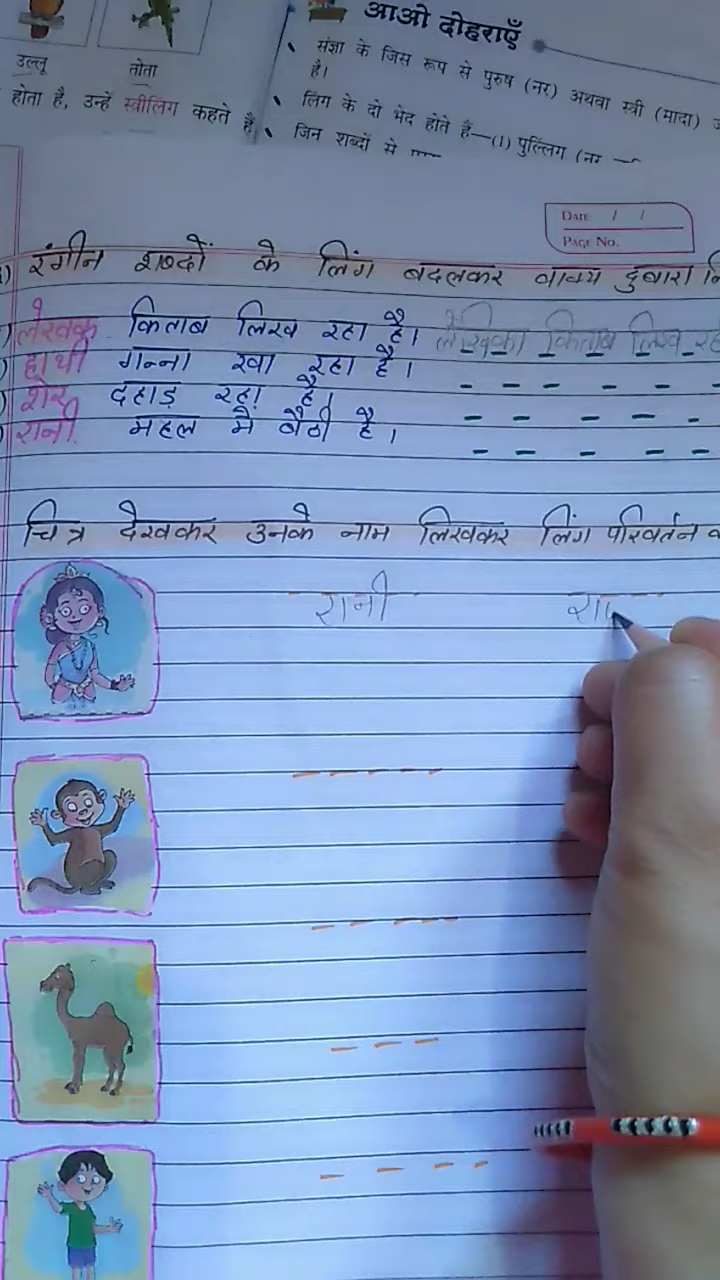 आओ दोहराएँ
उल्लू
तोता
होता है, उन्हें स्त्रीलिंग कहते हैं
• संज्ञा के जिस रूप से पुरुष (नर) अथवा स्त्री (मादा)
है।
• लिंग के दो भेद होते हैं—(1) पुल्लिंग (नर
• जिन शब्दों से
DATE / /
PAGE NO.
रंगीन शब्दों के लिंग बदलकर वाक्य दुबारा
लेखक किताब लिख रहा है। लेखिका किताब लिख रह
हाथी गन्ना खा रहा है।
शेर दहाड़ रहा है।
रानी महल में बैठी है।
चित्र देखकर उनके नाम लिखकर लिंग परिवर्तन
रानी रा